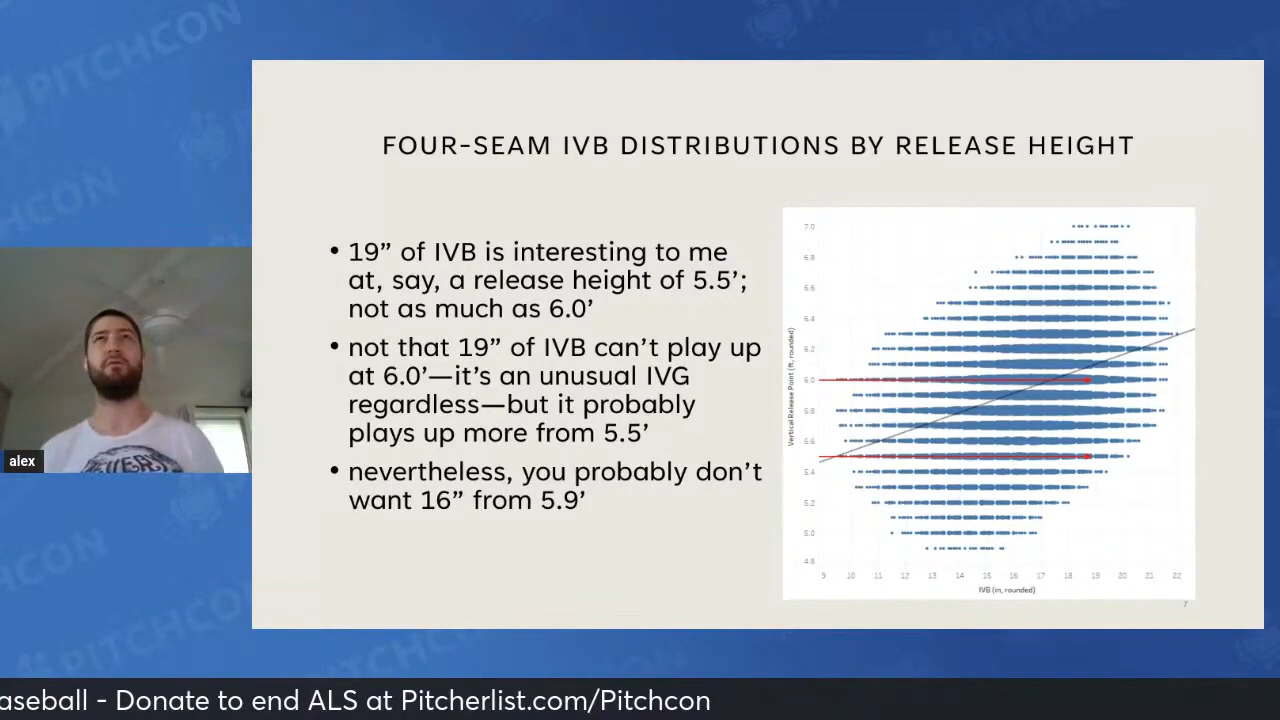 PITCHCON
FOUR-SEAM IVB DISTRIBUTIONS BY RELEASE HEIGHT
• 19” of IVB is interesting to me
at, say, a release height of 5.5’;
not as much as 6.0’
• not that 19” of IVB can’t play up
at 6.0’—it’s an unusual IVG
regardless—but it probably
plays up more from 5.5’
• nevertheless, you probably don’t
want 16” from 5.9’
Vertical Release Point (ft, rounded)
7.0
6.8
6.6
6.4
6.2
6.0
5.8
5.6
5.4
5.2
5.0
4.8
9 10 11 12 13 14 15 16 17 18 19 20 21 22
IVB (in, rounded)
7
alex
aseball - Donate to end ALS at Pitcherlist.com/Pitchcon